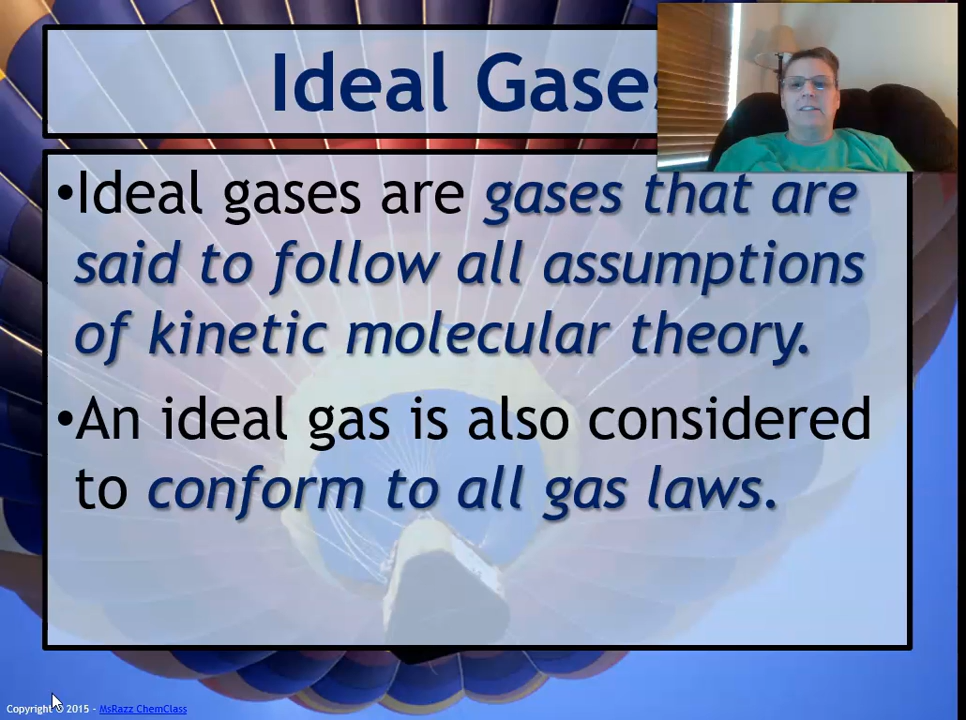 Ideal Gases
•Ideal gases are gases that are
said to follow all assumptions
of kinetic molecular theory.
•An ideal gas is also considered
to conform to all gas laws.
Copyright © 2015 - MsRazz ChemClass